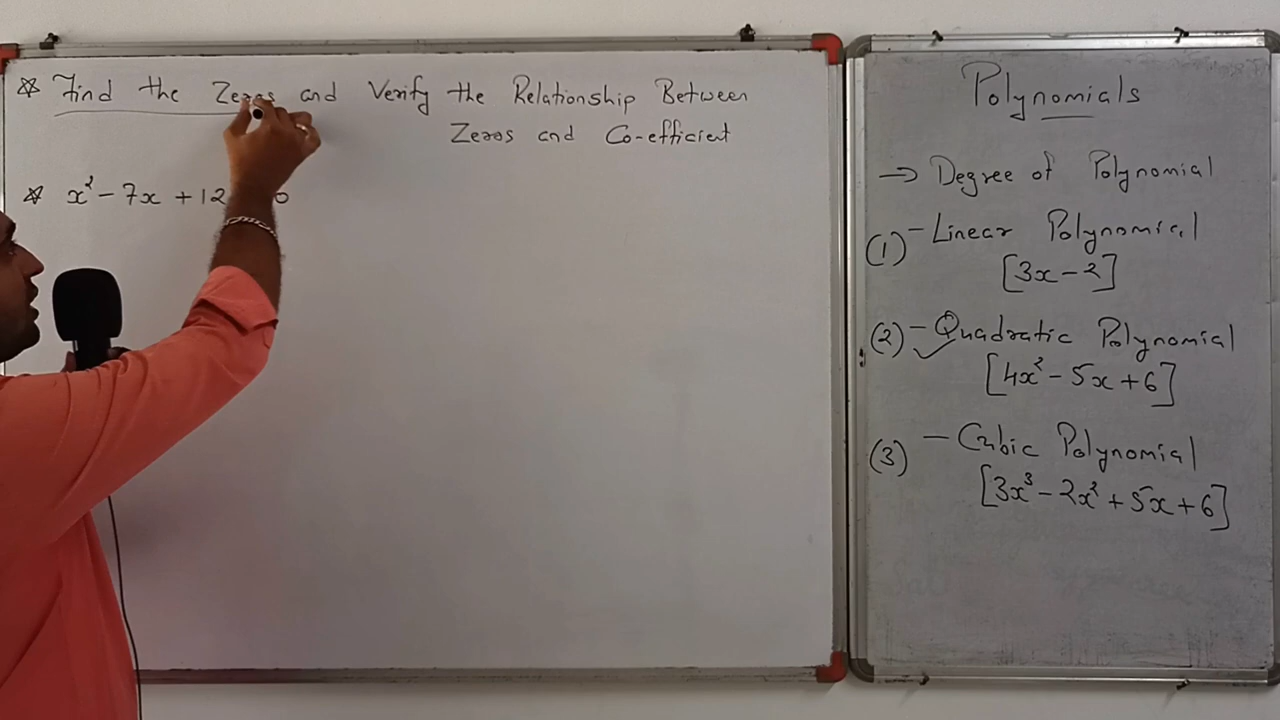 ☆ Find the Zeros and Verify the Relationship Between
Zeros and Co-efficient
☆ x² - 7x + 12 0
Polynomials
→ Degree of Polynomial
(1) - Linear Polynomial
[3x - 2]
(2) - Quadratic Polynomial
[4x² - 5x + 6]
(3) - Cubic Polynomial
[3x³ - 2x² + 5x + 6]